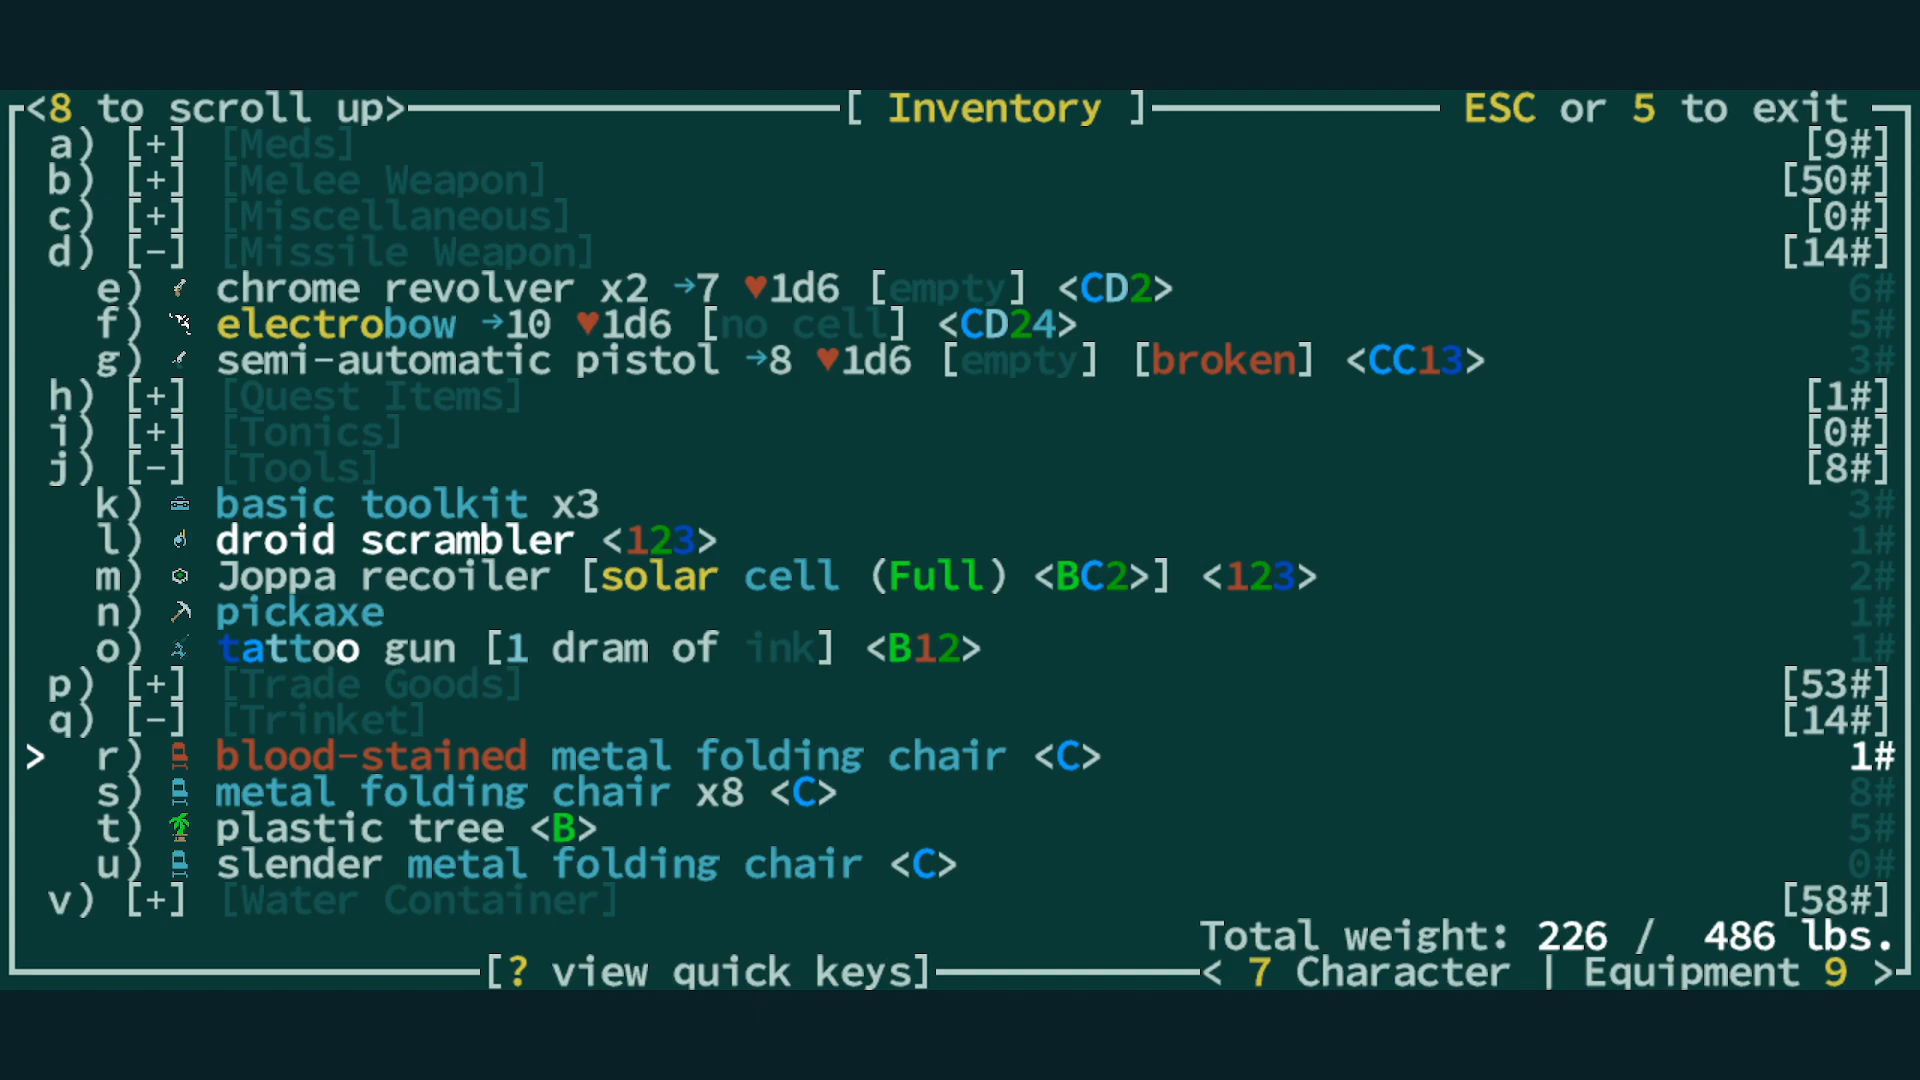 <8 to scroll up> [ Inventory ] ESC or 5 to exit
a) [+] [Meds] [9#]
b) [+] [Melee Weapon] [50#]
c) [+] [Miscellaneous] [0#]
d) [-] [Missile Weapon] [14#]
e) chrome revolver x2 →7 ♥1d6 [empty] <CD2> 6#
f) electrobow →10 ♥1d6 [no cell] <CD24> 5#
g) semi-automatic pistol →8 ♥1d6 [empty] [broken] <CC13> 3#
h) [+] [Quest Items] [1#]
i) [+] [Tonics] [0#]
j) [-] [Tools] [8#]
k) basic toolkit x3 3#
l) droid scrambler <123> 1#
m) Joppa recoiler [solar cell (Full) <BC2>] <123> 2#
n) pickaxe 1#
o) tattoo gun [1 dram of ink] <B12> 1#
p) [+] [Trade Goods] [53#]
q) [-] [Trinket] [14#]
> r) blood-stained metal folding chair <C> 1#
s) metal folding chair x8 <C> 8#
t) plastic tree <B> 5#
u) slender metal folding chair <C> 0#
v) [+] [Water Container] [58#]
Total weight: 226 / 486 lbs.
[? view quick keys] < 7 Character | Equipment 9 >